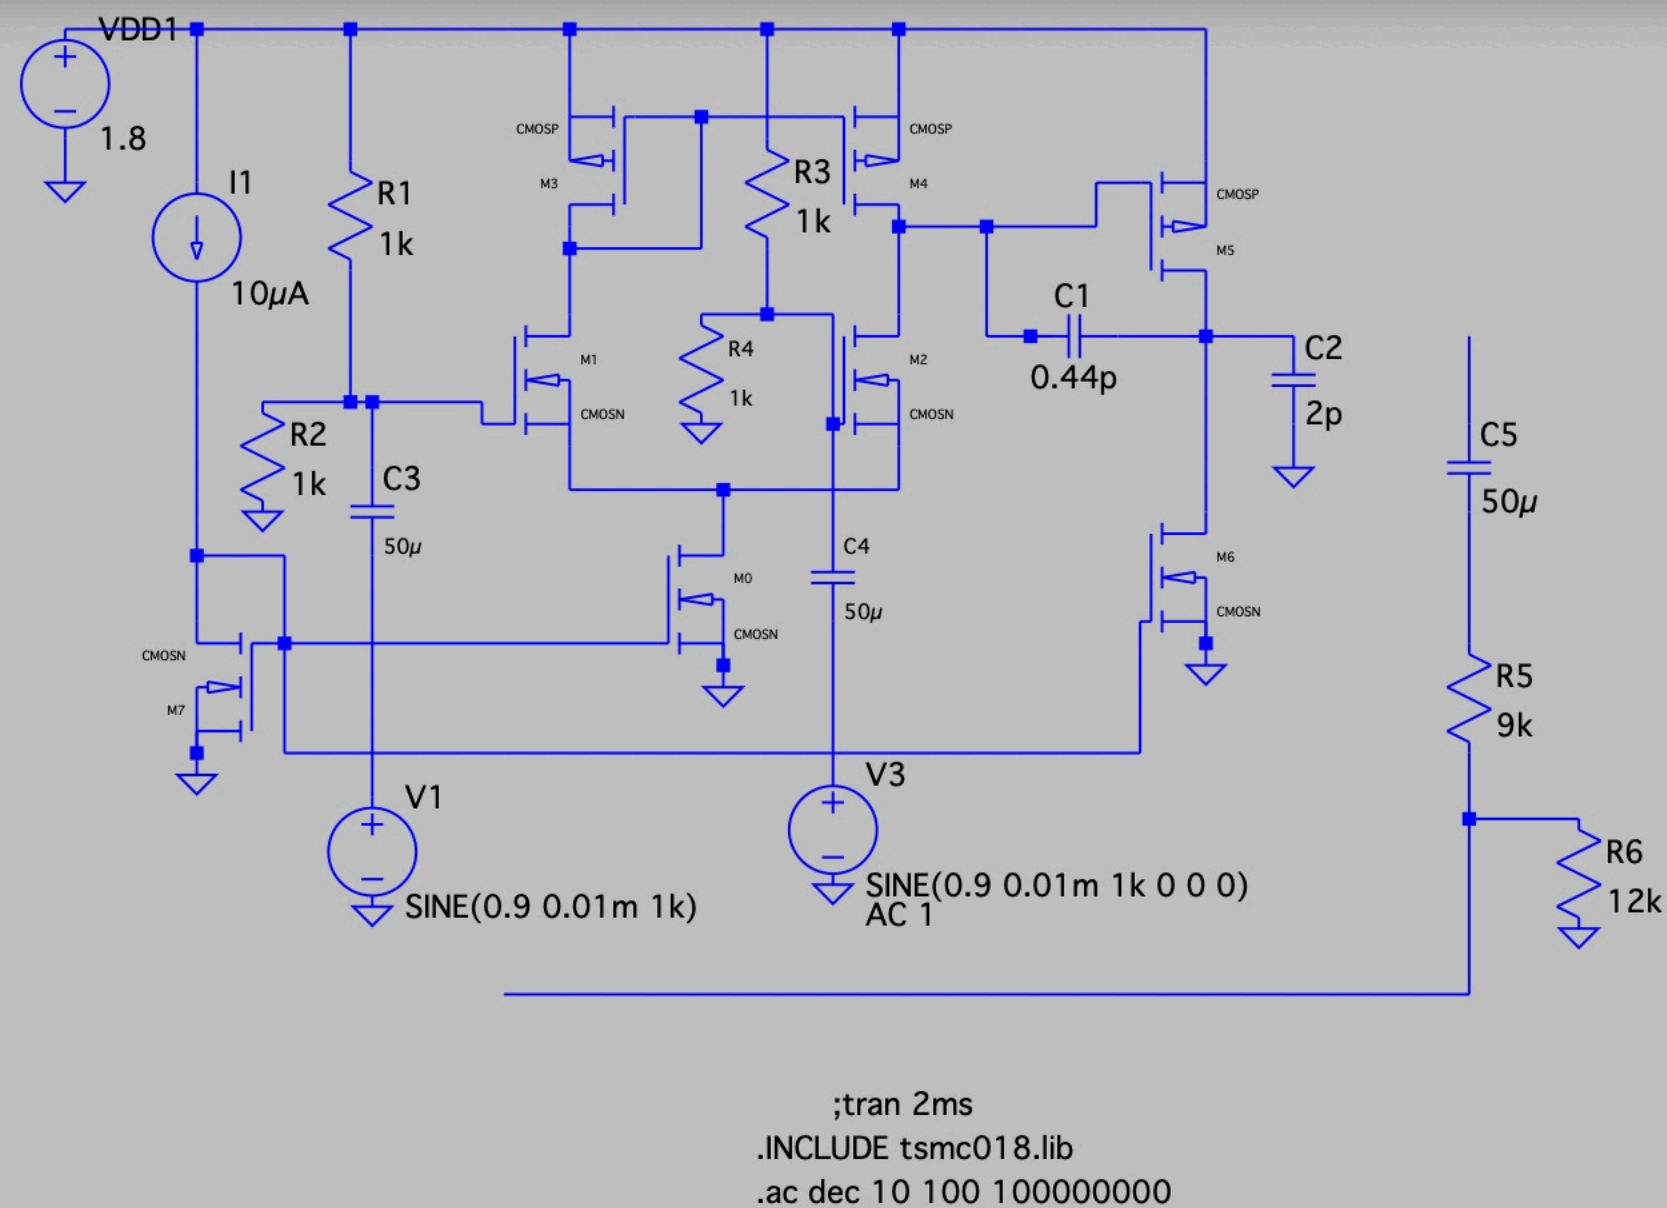 VDD1
1.8
I1
10µA
R1
1k
CMOSP
M3
R3
1k
CMOSP
M4
CMOSP
M5
R4
1k
M1
CMOSN
M2
CMOSN
C1
0.44p
C2
2p
R2
1k
C3
50µ
C5
50µ
C4
50µ
M0
CMOSN
M6
CMOSN
CMOSN
M7
R5
9k
V1
SINE(0.9 0.01m 1k)
V3
SINE(0.9 0.01m 1k 0 0 0)
AC 1
R6
12k
;tran 2ms
.INCLUDE tsmc018.lib
.ac dec 10 100 100000000